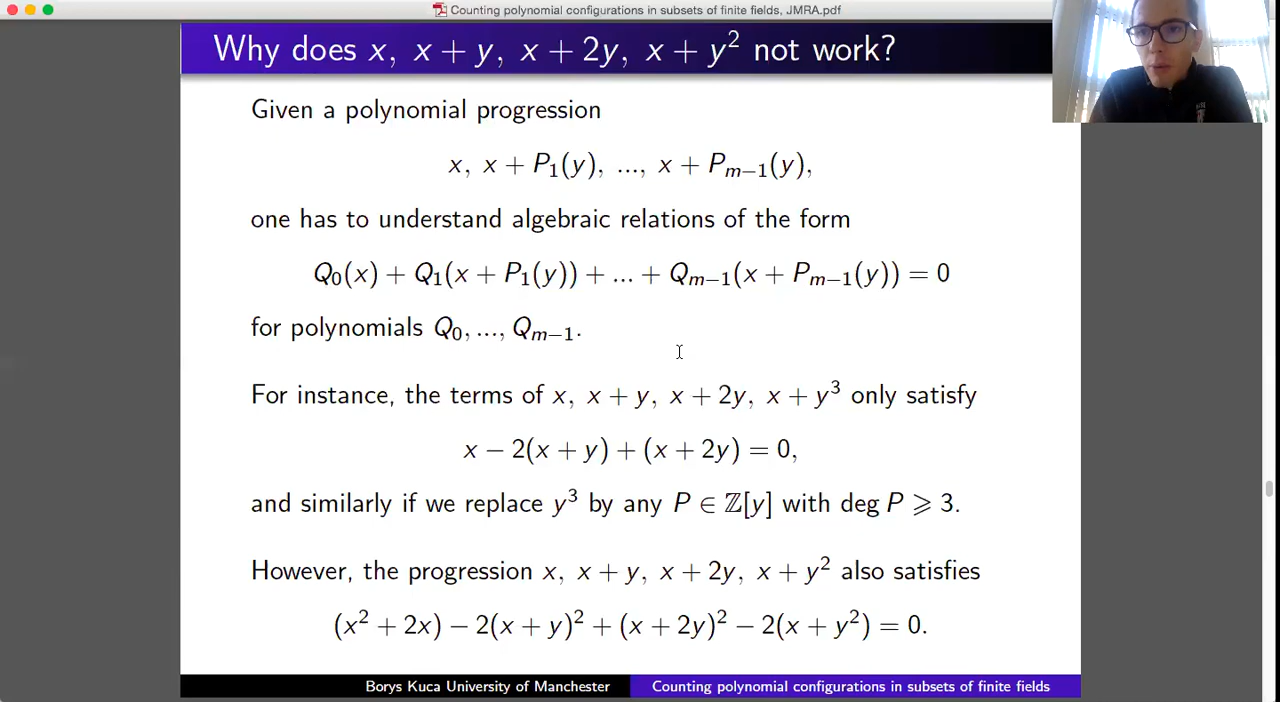 Counting polynomial configurations in subsets of finite fields, JMRA.pdf
Why does x, x + y, x + 2y, x + y² not work?
Given a polynomial progression
x, x + P₁(y), ..., x + Pₘ₋₁(y),
one has to understand algebraic relations of the form
Q₀(x) + Q₁(x + P₁(y)) + ... + Qₘ₋₁(x + Pₘ₋₁(y)) = 0
for polynomials Q₀, ..., Qₘ₋₁.
For instance, the terms of x, x + y, x + 2y, x + y³ only satisfy
x − 2(x + y) + (x + 2y) = 0,
and similarly if we replace y³ by any P ∈ ℤ[y] with deg P ⩾ 3.
However, the progression x, x + y, x + 2y, x + y² also satisfies
(x² + 2x) − 2(x + y)² + (x + 2y)² − 2(x + y²) = 0.
Borys Kuca University of Manchester Counting polynomial configurations in subsets of finite fields